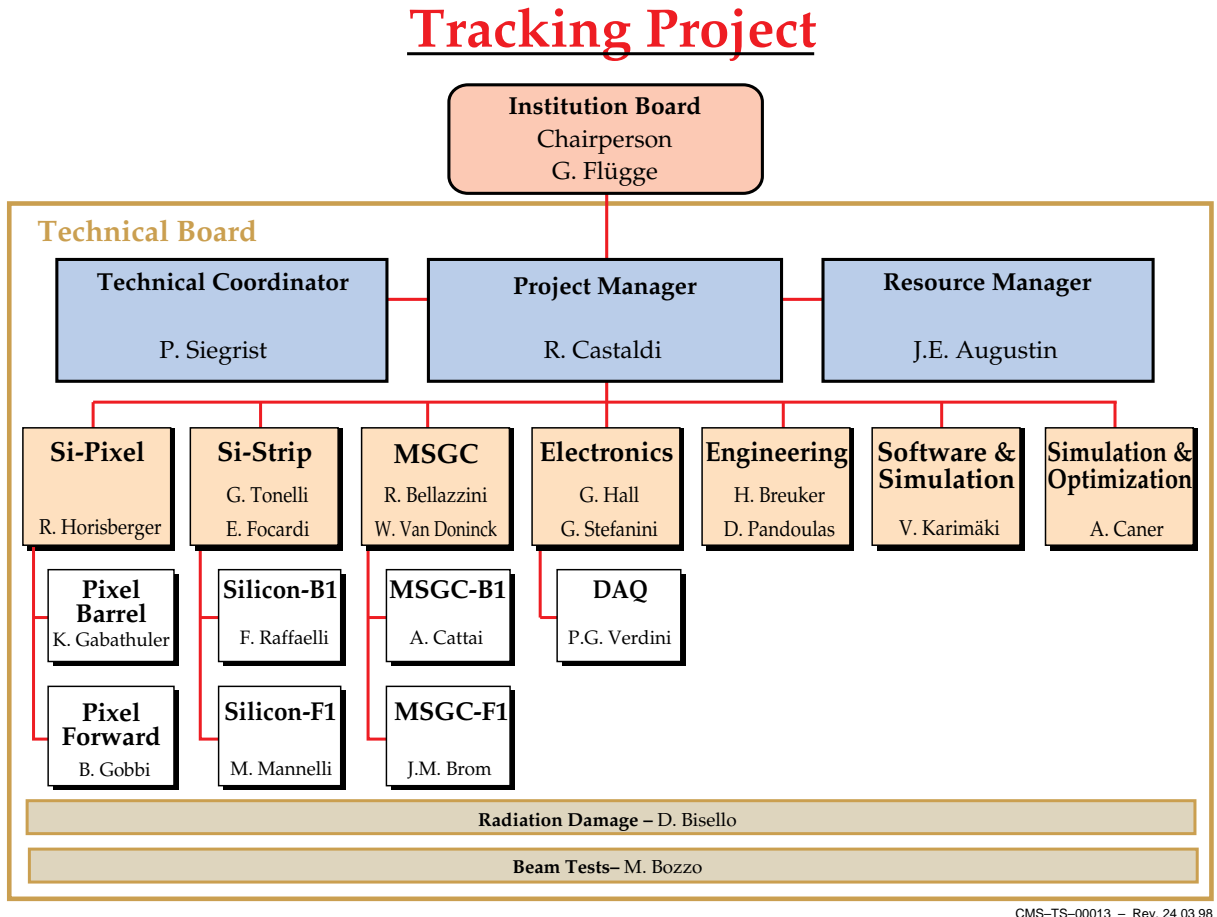 Tracking Project
Institution Board
Chairperson
G. Flügge
Technical Board
Technical Coordinator
P. Siegrist
Project Manager
R. Castaldi
Resource Manager
J.E. Augustin
Si-Pixel
R. Horisberger
Si-Strip
G. Tonelli
E. Focardi
MSGC
R. Bellazzini
W. Van Doninck
Electronics
G. Hall
G. Stefanini
Engineering
H. Breuker
D. Pandoulas
Software &
Simulation
V. Karimäki
Simulation &
Optimization
A. Caner
Pixel
Barrel
K. Gabathuler
Silicon-B1
F. Raffaelli
MSGC-B1
A. Cattai
DAQ
P.G. Verdini
Pixel
Forward
B. Gobbi
Silicon-F1
M. Mannelli
MSGC-F1
J.M. Brom
Radiation Damage – D. Bisello
Beam Tests– M. Bozzo
CMS–TS–00013 – Rev. 24.03.98